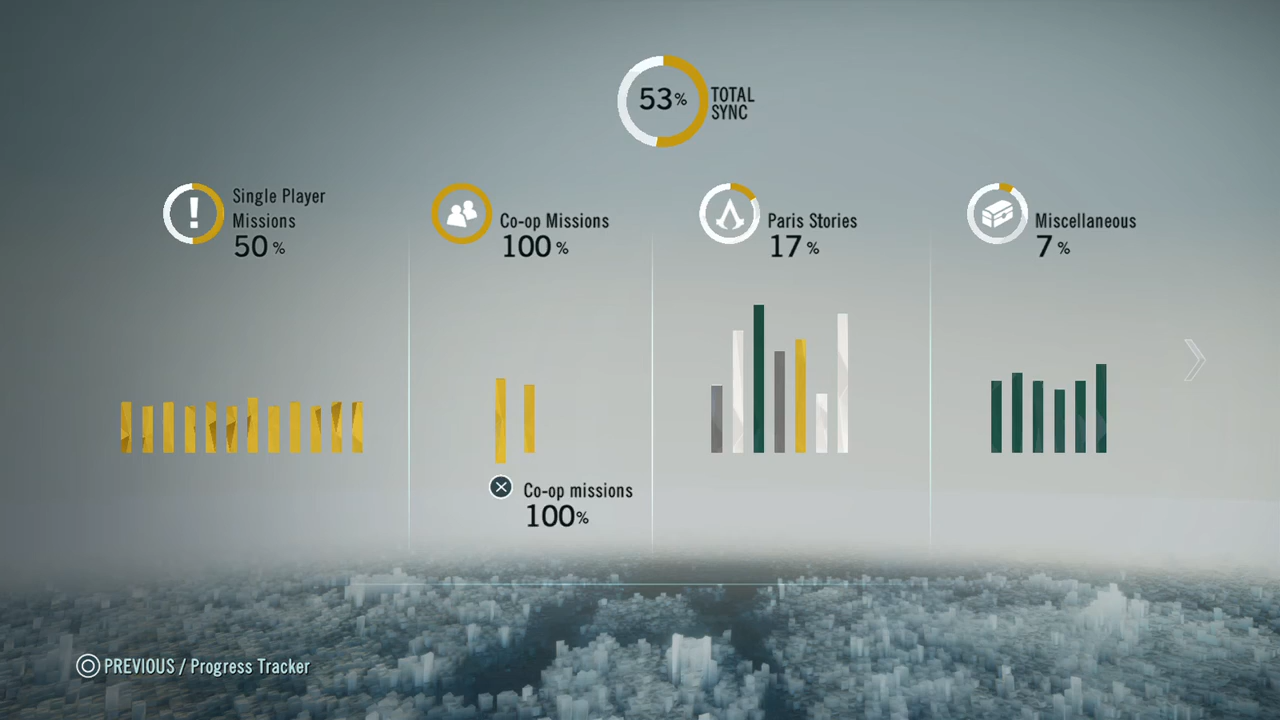 53%
TOTAL
SYNC
Single Player
Missions
50 %
Co-op Missions
100 %
Paris Stories
17 %
Miscellaneous
7 %
Co-op missions
100%
PREVIOUS / Progress Tracker